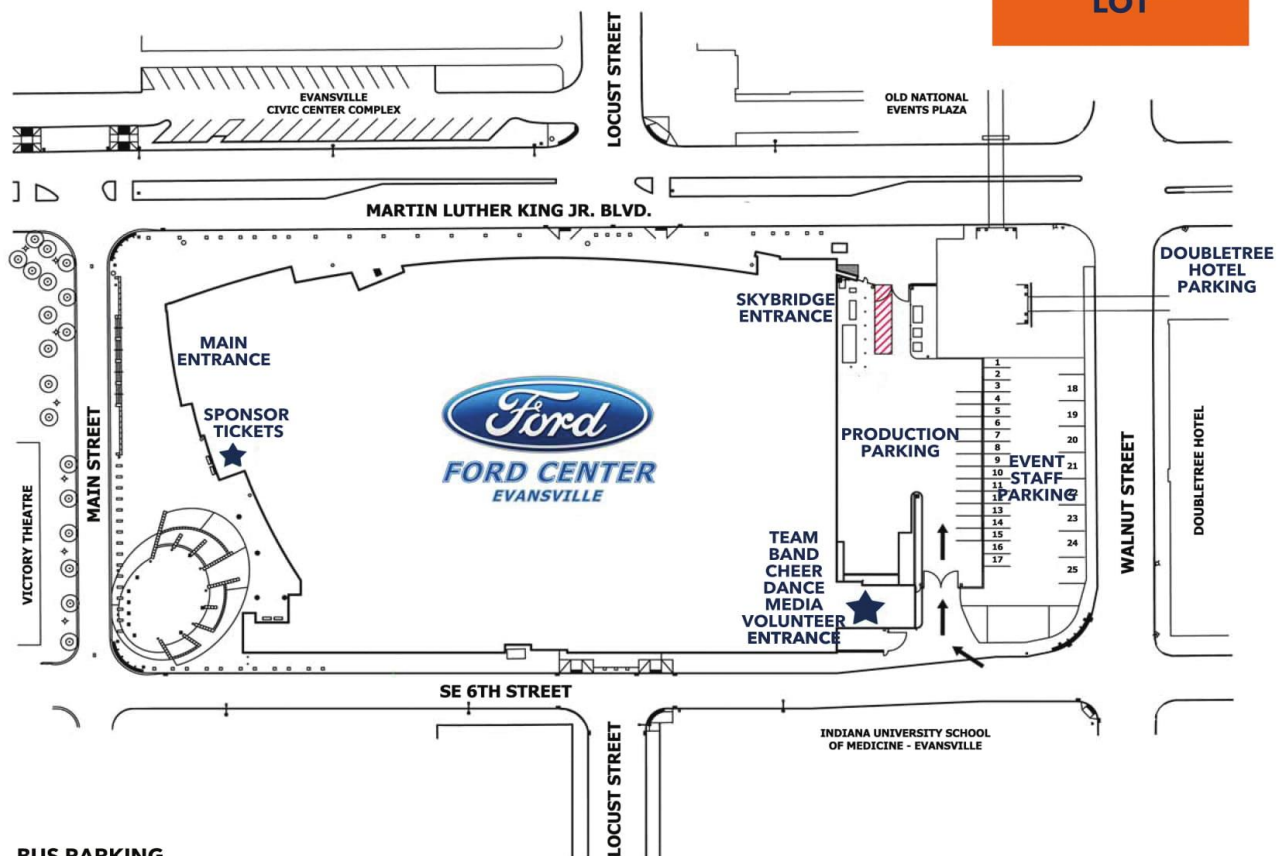 LOT
LOCUST STREET
EVANSVILLE
CIVIC CENTER COMPLEX
OLD NATIONAL
EVENTS PLAZA
MARTIN LUTHER KING JR. BLVD.
DOUBLETREE
HOTEL
PARKING
SKYBRIDGE
ENTRANCE
MAIN
ENTRANCE
SPONSOR
TICKETS
Ford
FORD CENTER
EVANSVILLE
PRODUCTION
PARKING
EVENT
STAFF
PARKING
1
2
3
4
5
6
7
8
9
10
11
12
13
14
15
16
17
18
19
20
21
22
23
24
25
MAIN STREET
VICTORY THEATRE
WALNUT STREET
DOUBLETREE HOTEL
TEAM
BAND
CHEER
DANCE
MEDIA
VOLUNTEER
ENTRANCE
SE 6TH STREET
INDIANA UNIVERSITY SCHOOL
OF MEDICINE - EVANSVILLE
LOCUST STREET
BUS PARKING